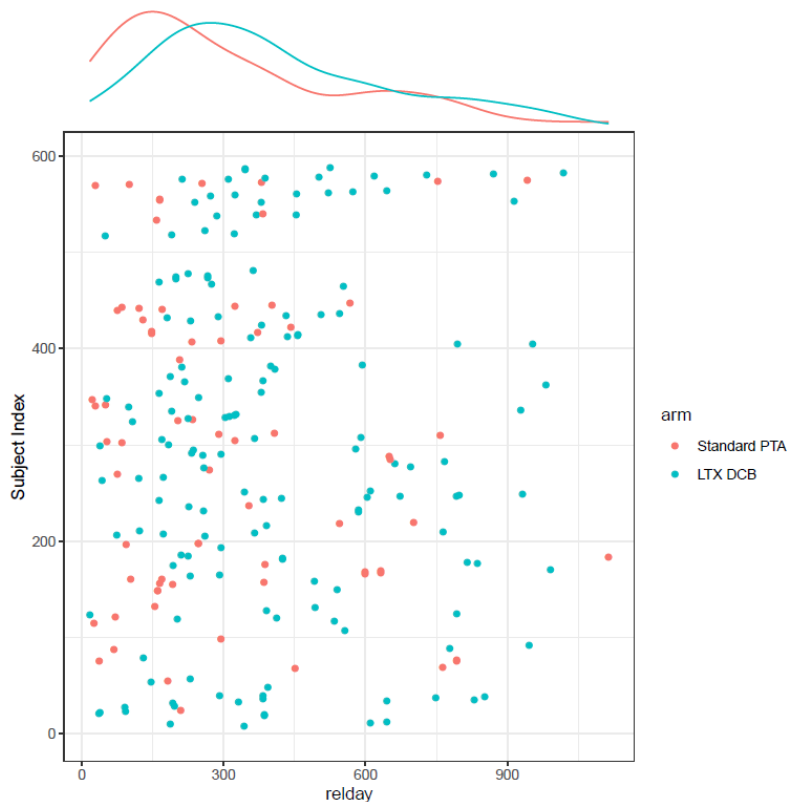 600
400
200
0
Subject Index
0 300 600 900
relday
arm
Standard PTA
LTX DCB